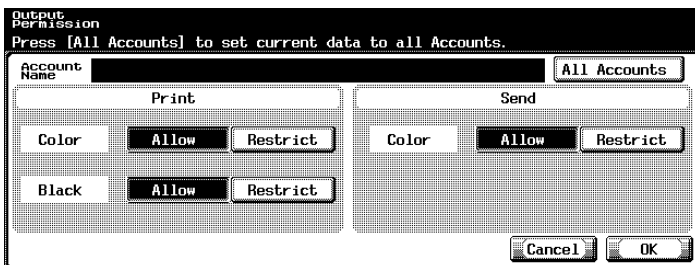 Output
Permission
Press [All Accounts] to set current data to all Accounts.
Account
Name
All Accounts
Print
Send
Color Allow Restrict
Color Allow Restrict
Black Allow Restrict
Cancel OK